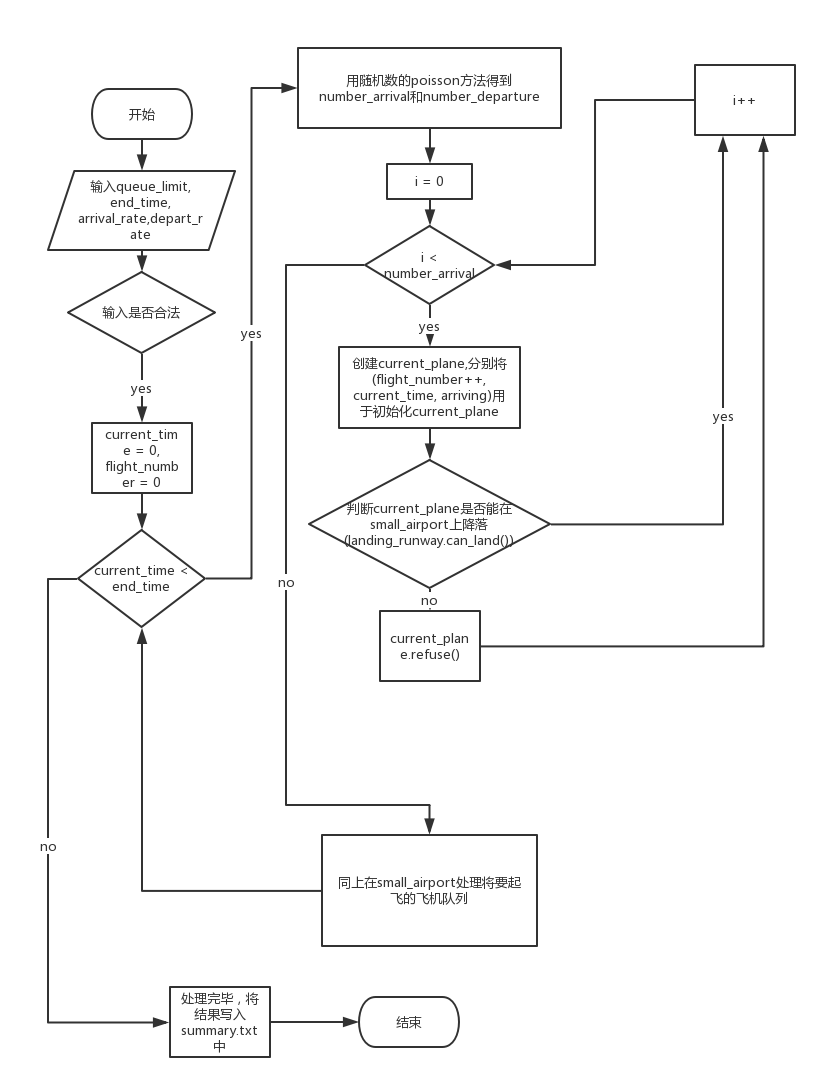 开始
输入queue_limit,
end_time,
arrival_rate,depart_r
ate
输入是否合法
yes
current_tim
e = 0,
flight_numb
er = 0
current_time <
end_time
yes
no
用随机数的poisson方法得到
number_arrival和number_departure
i = 0
i <
number_arrival
yes
创建current_plane,分别将
(flight_number++,
current_time, arriving)用
于初始化current_plane
判断current_plane是否能在
small_airport上降落
(landing_runway.can_land())
no
current_plan
e.refuse()
yes
i++
no
同上在small_airport处理将要起
飞的飞机队列
处理完毕，将
结果写入
summary.txt
中
结束